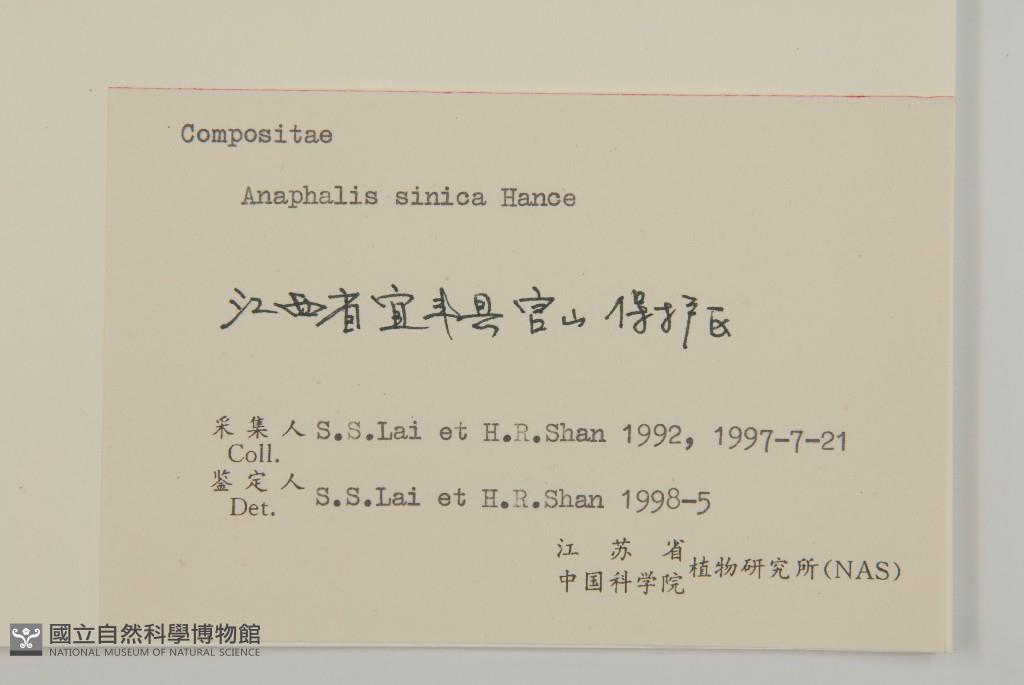 Compositae
Anaphalis sinica Hance
江西省宜丰县官山保护区
采集人 S.S.Lai et H.R.Shan 1992, 1997-7-21
Coll.
鉴定人 S.S.Lai et H.R.Shan 1998-5
Det.
江苏省
中国科学院 植物研究所(NAS)
國立自然科學博物館
NATIONAL MUSEUM OF NATURAL SCIENCE